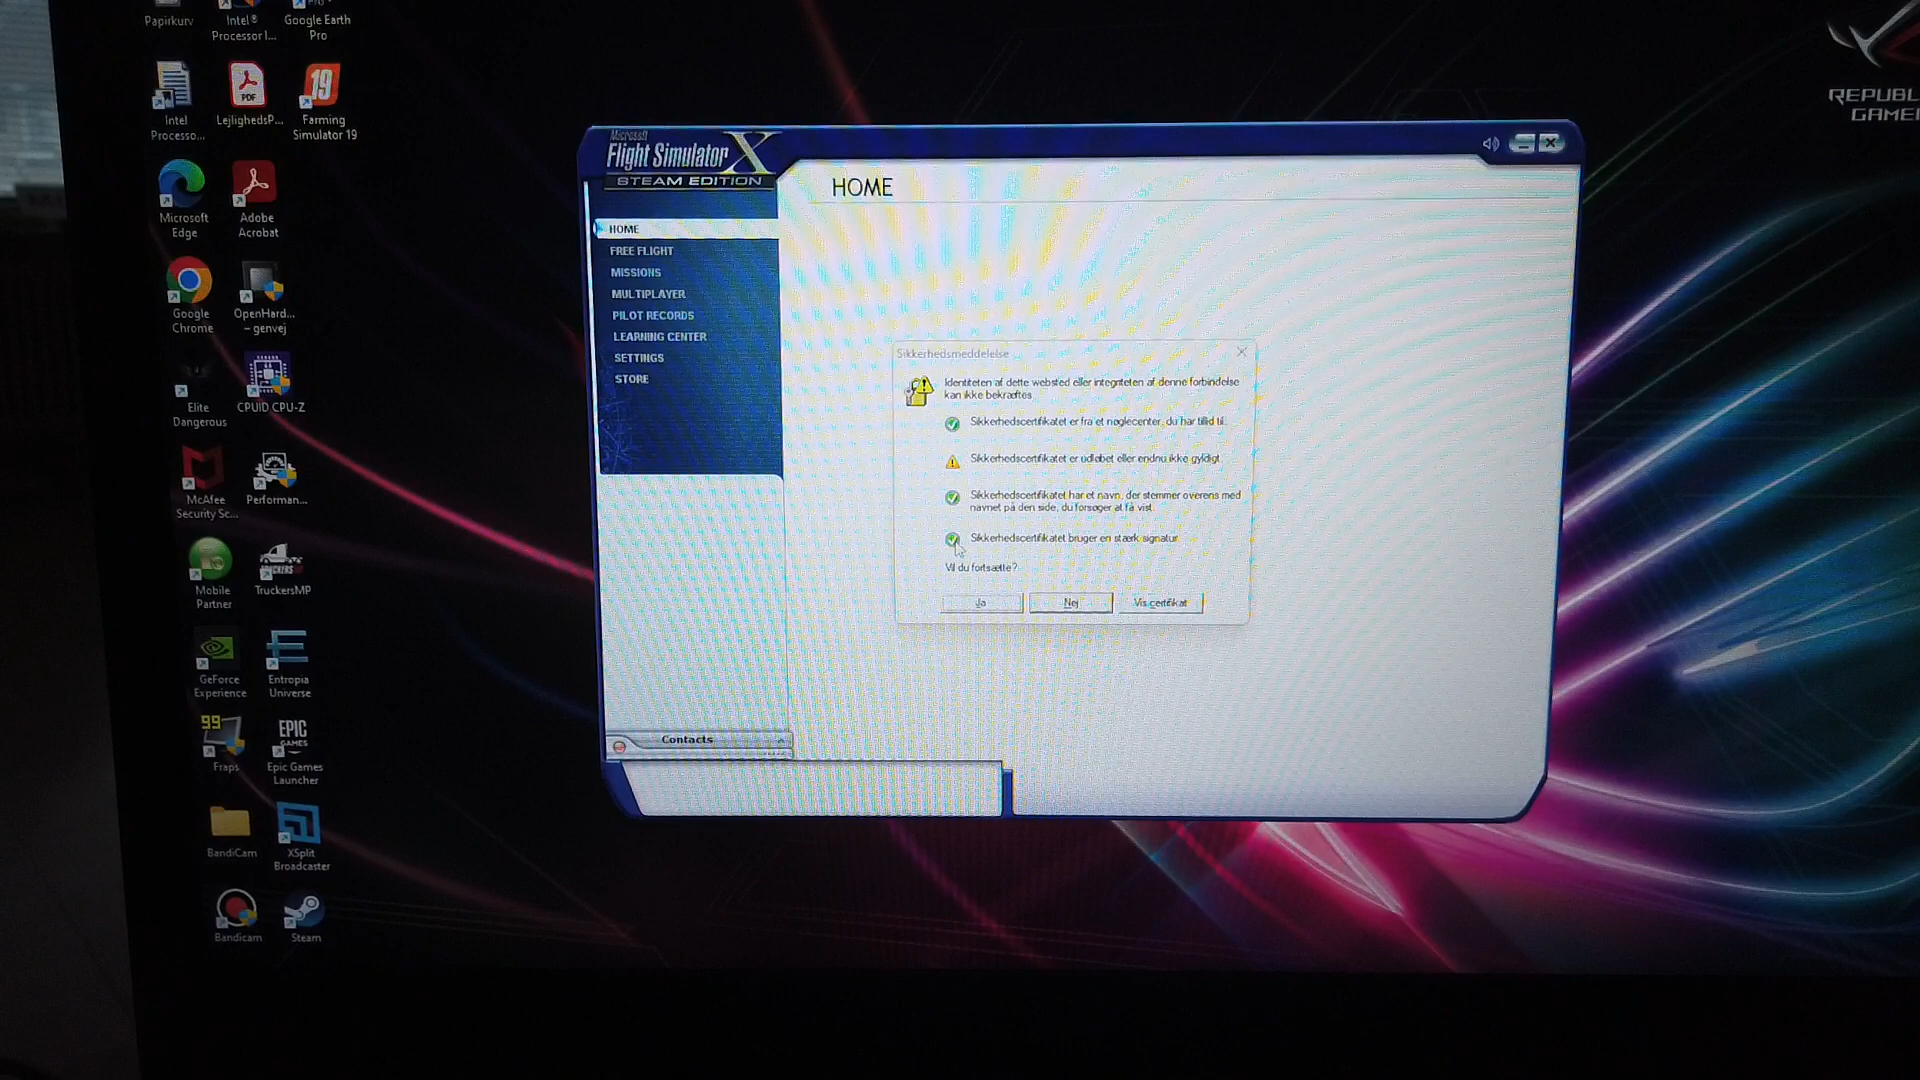 Papirkurv
Intel®
Processor I...
Google Earth
Pro
Intel
Processo...
PDF
LejlighedsP...
19
Farming
Simulator 19
Microsoft
Edge
Adobe
Acrobat
Google
Chrome
OpenHard...
– genvej
Elite
Dangerous
CPUID CPU-Z
McAfee
Security Sc...
Performan...
Mobile
Partner
TRUCKERS
TruckersMP
GeForce
Experience
Entropia
Universe
99
Fraps
EPIC
GAMES
Epic Games
Launcher
BandiCam
XSplit
Broadcaster
Bandicam
Steam
Microsoft
Flight Simulator X
STEAM EDITION
HOME
HOME
FREE FLIGHT
MISSIONS
MULTIPLAYER
PILOT RECORDS
LEARNING CENTER
SETTINGS
STORE
Contacts
Sikkerhedsmeddelelse
Identiteten af dette websted eller integriteten af denne forbindelse
kan ikke bekræftes.
Sikkerhedscertifikatet er fra et nøglecenter, du har tillid til.
Sikkerhedscertifikatet er udløbet eller endnu ikke gyldigt.
Sikkerhedscertifikatet har et navn, der stemmer overens med
navnet på den side, du forsøger at få vist.
Sikkerhedscertifikatet bruger en stærk signatur
Vil du fortsætte?
Ja
Nej
Vis certifikat
REPUBL
GAME